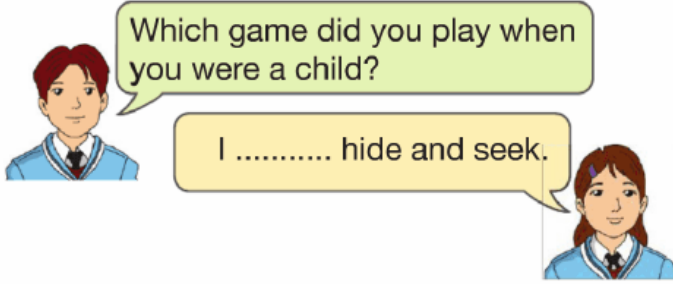 Which game did you play when
you were a child?
I ........... hide and seek.